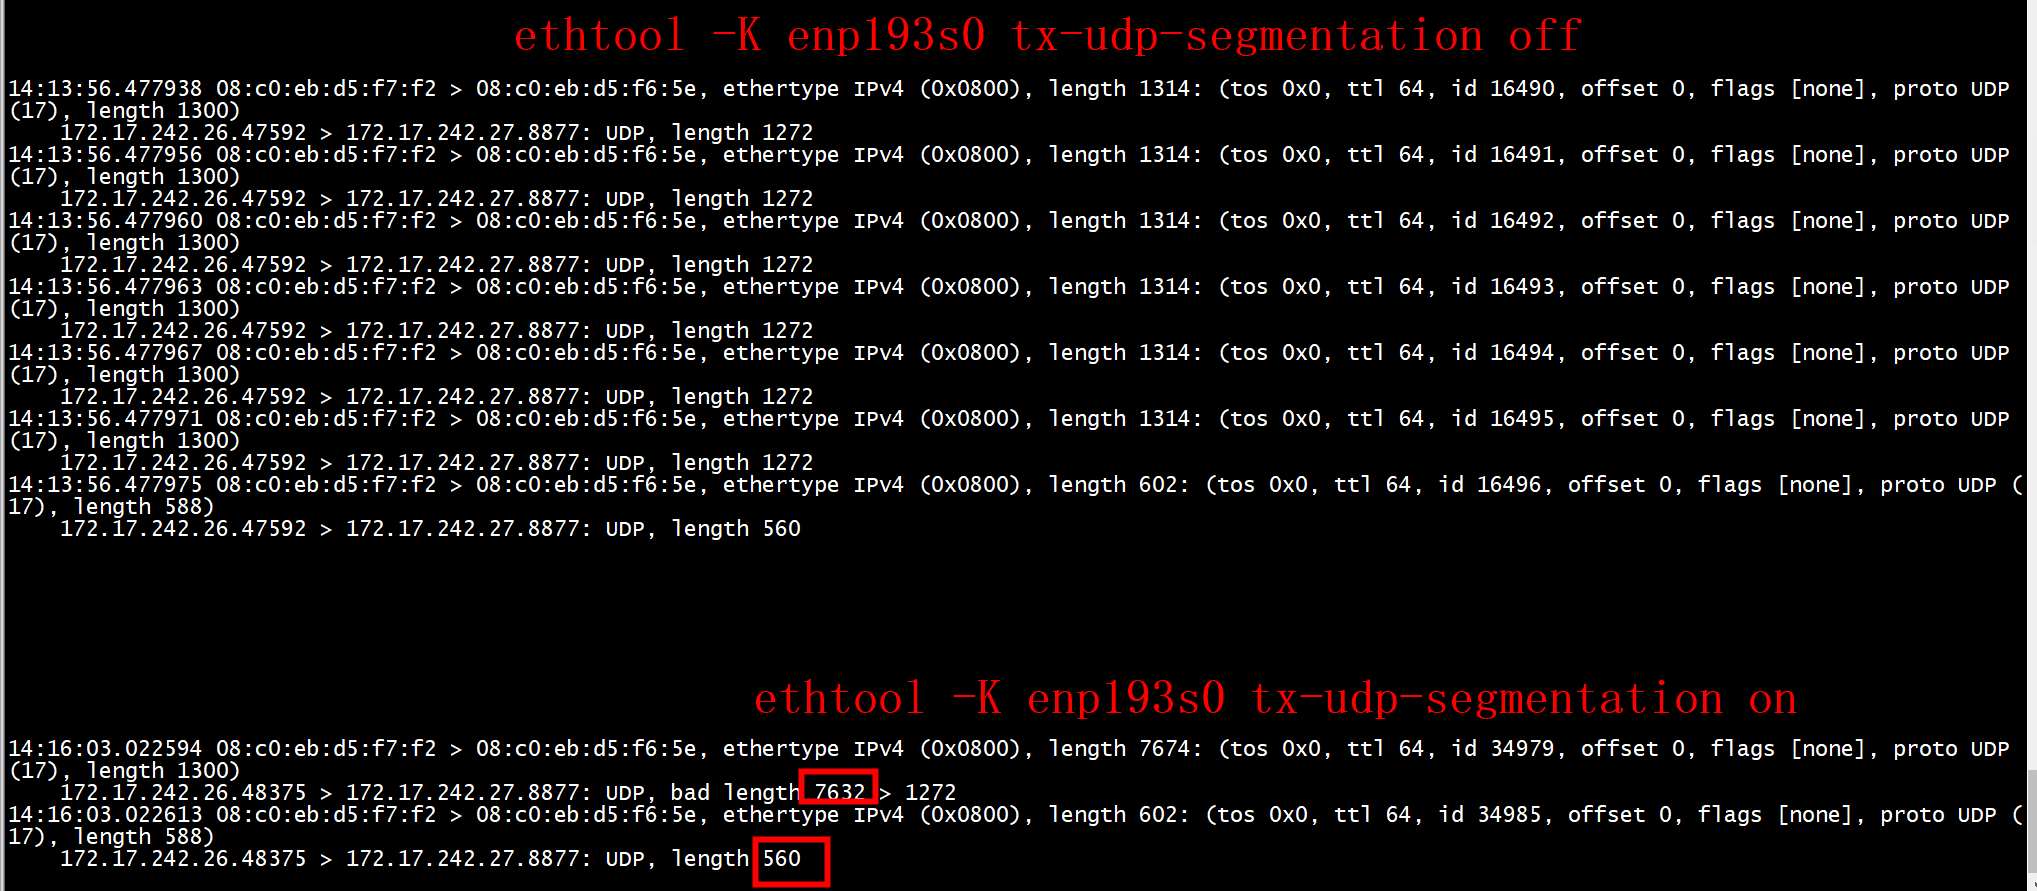 ethtool -K enp193s0 tx-udp-segmentation off
14:13:56.477938 08:c0:eb:d5:f7:f2 > 08:c0:eb:d5:f6:5e, ethertype IPv4 (0x0800), length 1314: (tos 0x0, ttl 64, id 16490, offset 0, flags [none], proto UDP
(17), length 1300)
172.17.242.26.47592 > 172.17.242.27.8877: UDP, length 1272
14:13:56.477956 08:c0:eb:d5:f7:f2 > 08:c0:eb:d5:f6:5e, ethertype IPv4 (0x0800), length 1314: (tos 0x0, ttl 64, id 16491, offset 0, flags [none], proto UDP
(17), length 1300)
172.17.242.26.47592 > 172.17.242.27.8877: UDP, length 1272
14:13:56.477960 08:c0:eb:d5:f7:f2 > 08:c0:eb:d5:f6:5e, ethertype IPv4 (0x0800), length 1314: (tos 0x0, ttl 64, id 16492, offset 0, flags [none], proto UDP
(17), length 1300)
172.17.242.26.47592 > 172.17.242.27.8877: UDP, length 1272
14:13:56.477963 08:c0:eb:d5:f7:f2 > 08:c0:eb:d5:f6:5e, ethertype IPv4 (0x0800), length 1314: (tos 0x0, ttl 64, id 16493, offset 0, flags [none], proto UDP
(17), length 1300)
172.17.242.26.47592 > 172.17.242.27.8877: UDP, length 1272
14:13:56.477967 08:c0:eb:d5:f7:f2 > 08:c0:eb:d5:f6:5e, ethertype IPv4 (0x0800), length 1314: (tos 0x0, ttl 64, id 16494, offset 0, flags [none], proto UDP
(17), length 1300)
172.17.242.26.47592 > 172.17.242.27.8877: UDP, length 1272
14:13:56.477971 08:c0:eb:d5:f7:f2 > 08:c0:eb:d5:f6:5e, ethertype IPv4 (0x0800), length 1314: (tos 0x0, ttl 64, id 16495, offset 0, flags [none], proto UDP
(17), length 1300)
172.17.242.26.47592 > 172.17.242.27.8877: UDP, length 1272
14:13:56.477975 08:c0:eb:d5:f7:f2 > 08:c0:eb:d5:f6:5e, ethertype IPv4 (0x0800), length 602: (tos 0x0, ttl 64, id 16496, offset 0, flags [none], proto UDP (
17), length 588)
172.17.242.26.47592 > 172.17.242.27.8877: UDP, length 560
ethtool -K enp193s0 tx-udp-segmentation on
14:16:03.022594 08:c0:eb:d5:f7:f2 > 08:c0:eb:d5:f6:5e, ethertype IPv4 (0x0800), length 7674: (tos 0x0, ttl 64, id 34979, offset 0, flags [none], proto UDP
(17), length 1300)
172.17.242.26.48375 > 172.17.242.27.8877: UDP, bad length 7632 > 1272
14:16:03.022613 08:c0:eb:d5:f7:f2 > 08:c0:eb:d5:f6:5e, ethertype IPv4 (0x0800), length 602: (tos 0x0, ttl 64, id 34985, offset 0, flags [none], proto UDP (
17), length 588)
172.17.242.26.48375 > 172.17.242.27.8877: UDP, length 560